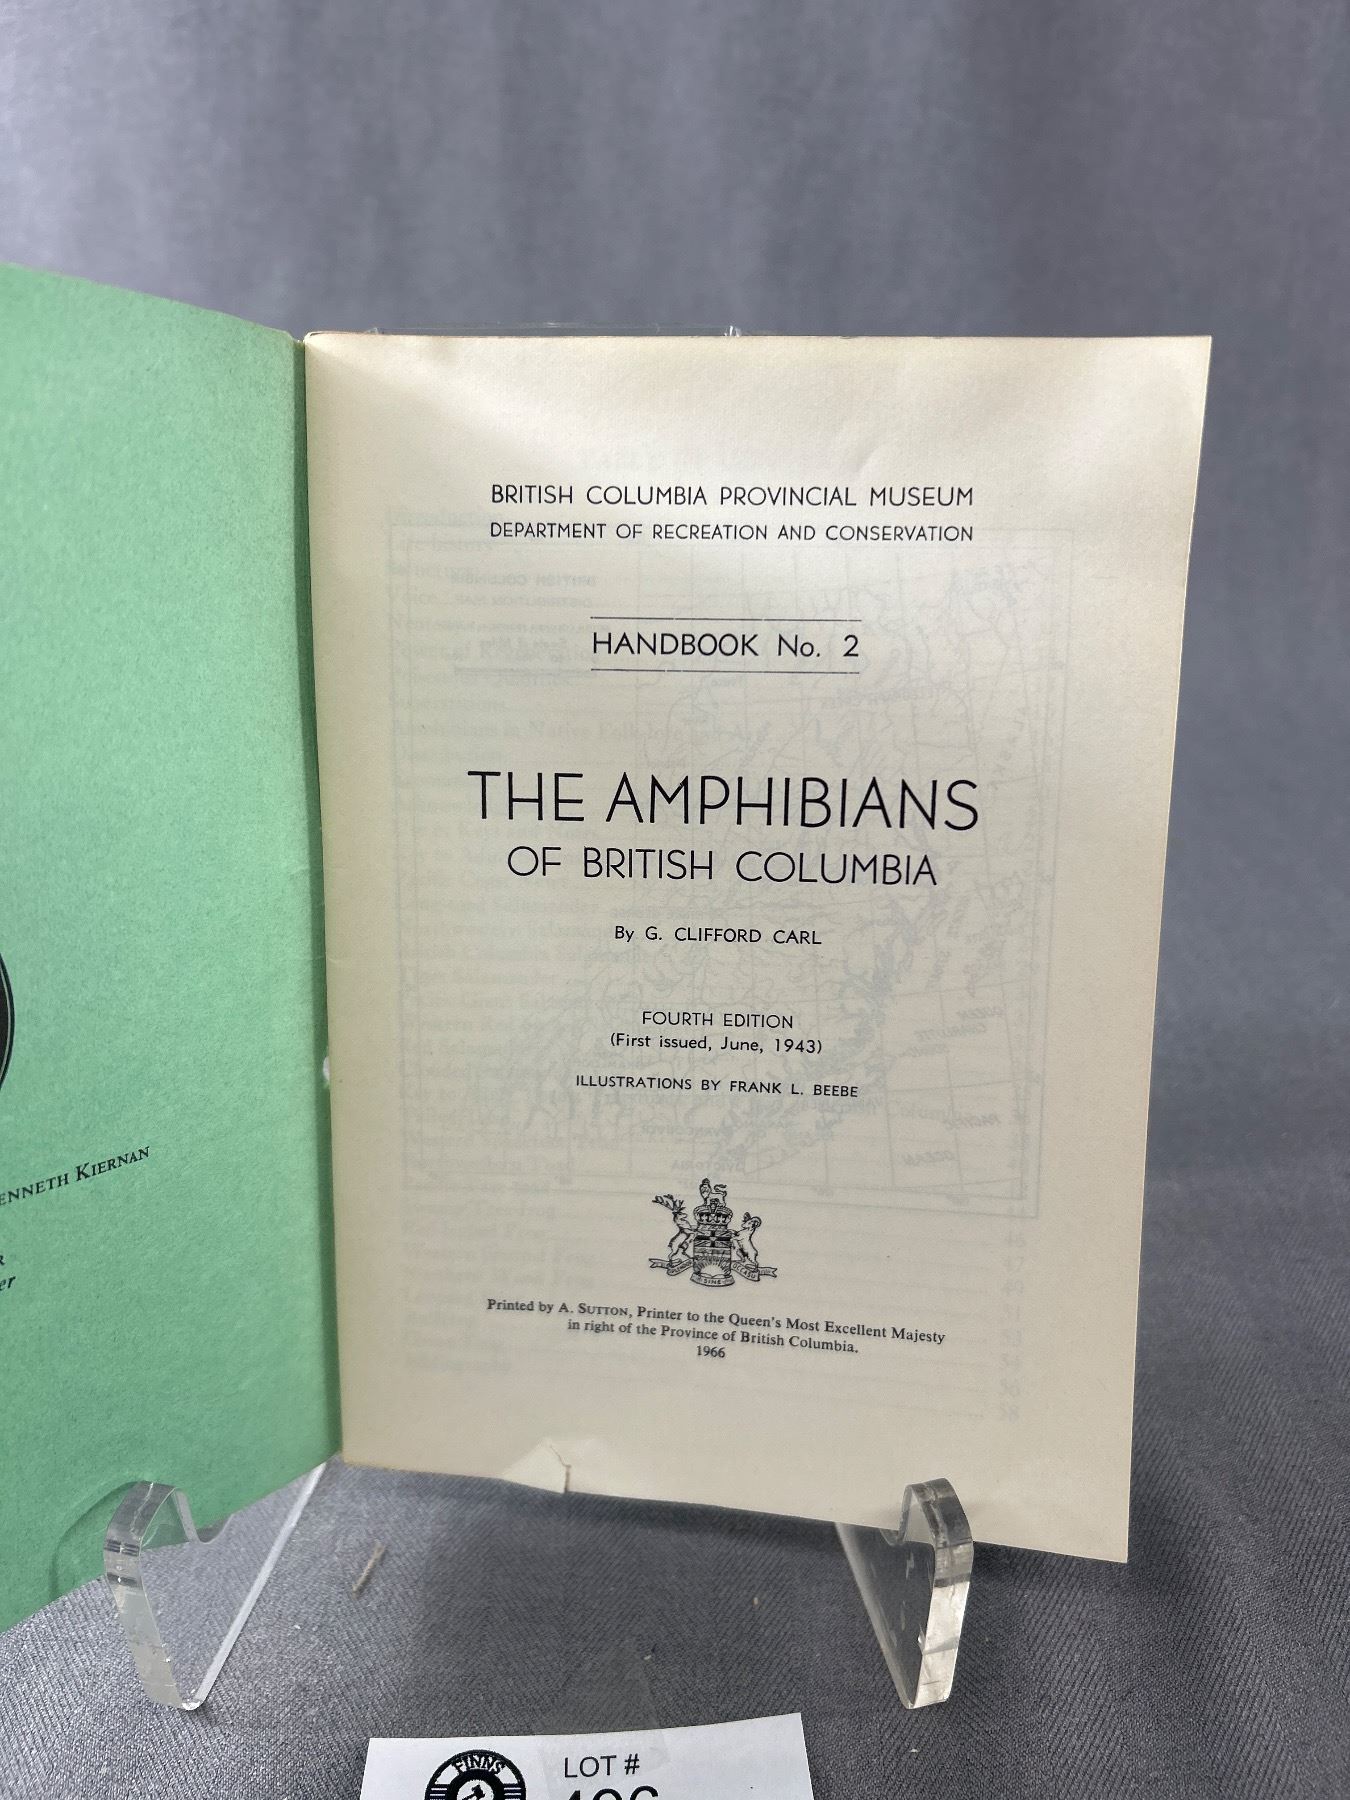 BRITISH COLUMBIA PROVINCIAL MUSEUM
DEPARTMENT OF RECREATION AND CONSERVATION
HANDBOOK No. 2
THE AMPHIBIANS
OF BRITISH COLUMBIA
By G. CLIFFORD CARL
FOURTH EDITION
(First issued, June, 1943)
ILLUSTRATIONS BY FRANK L. BEEBE
Printed by A. SUTTON, Printer to the Queen's Most Excellent Majesty
in right of the Province of British Columbia.
1966
KIERNAN
FINNS
LOT #